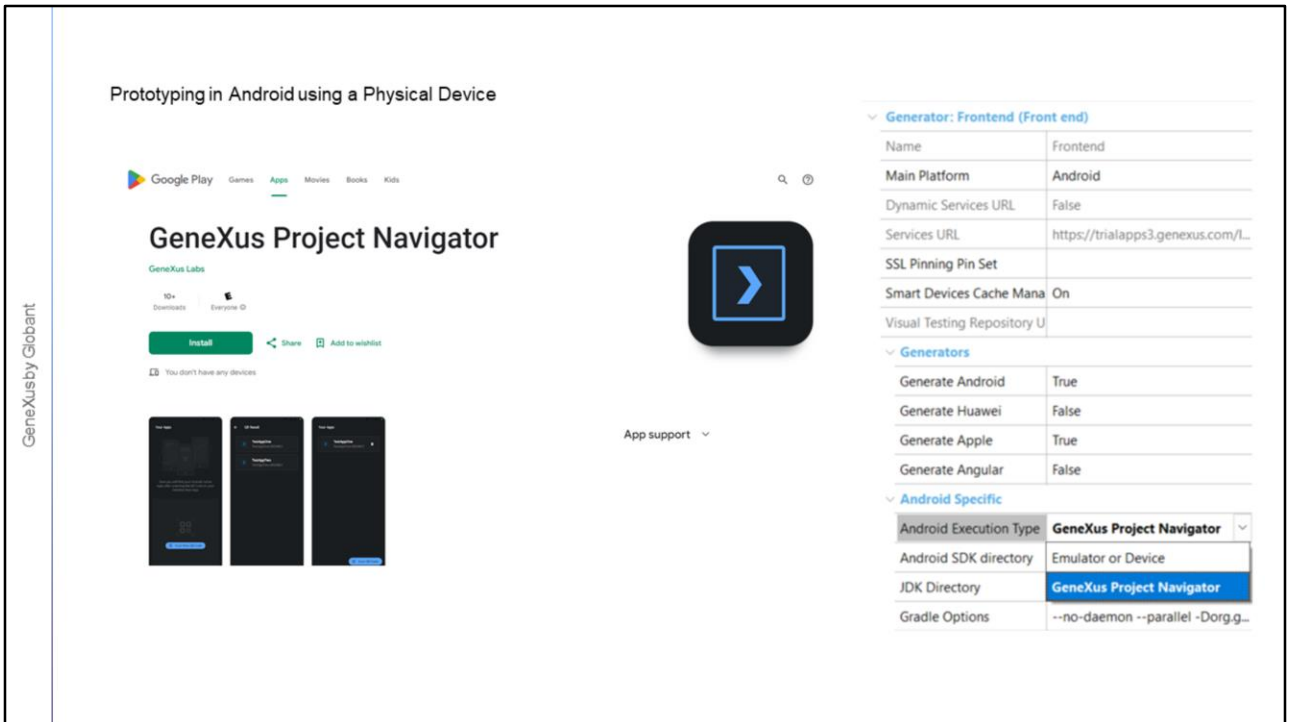 Prototyping in Android using a Physical Device
GeneXusby Globant
Google Play Games Apps Movies Books Kids
GeneXus Project Navigator
GeneXus Labs
10+
Downloads Everyone
Install Share Add to wishlist
You don't have any devices
Your Apps
Your Apps
App support
Generator: Frontend (Front end)
Name Frontend
Main Platform Android
Dynamic Services URL False
Services URL https://trialapps3.genexus.com/I...
SSL Pinning Pin Set
Smart Devices Cache Mana On
Visual Testing Repository U
Generators
Generate Android True
Generate Huawei False
Generate Apple True
Generate Angular False
Android Specific
Android Execution Type GeneXus Project Navigator
Android SDK directory Emulator or Device
JDK Directory GeneXus Project Navigator
Gradle Options --no-daemon --parallel -Dorg.g...